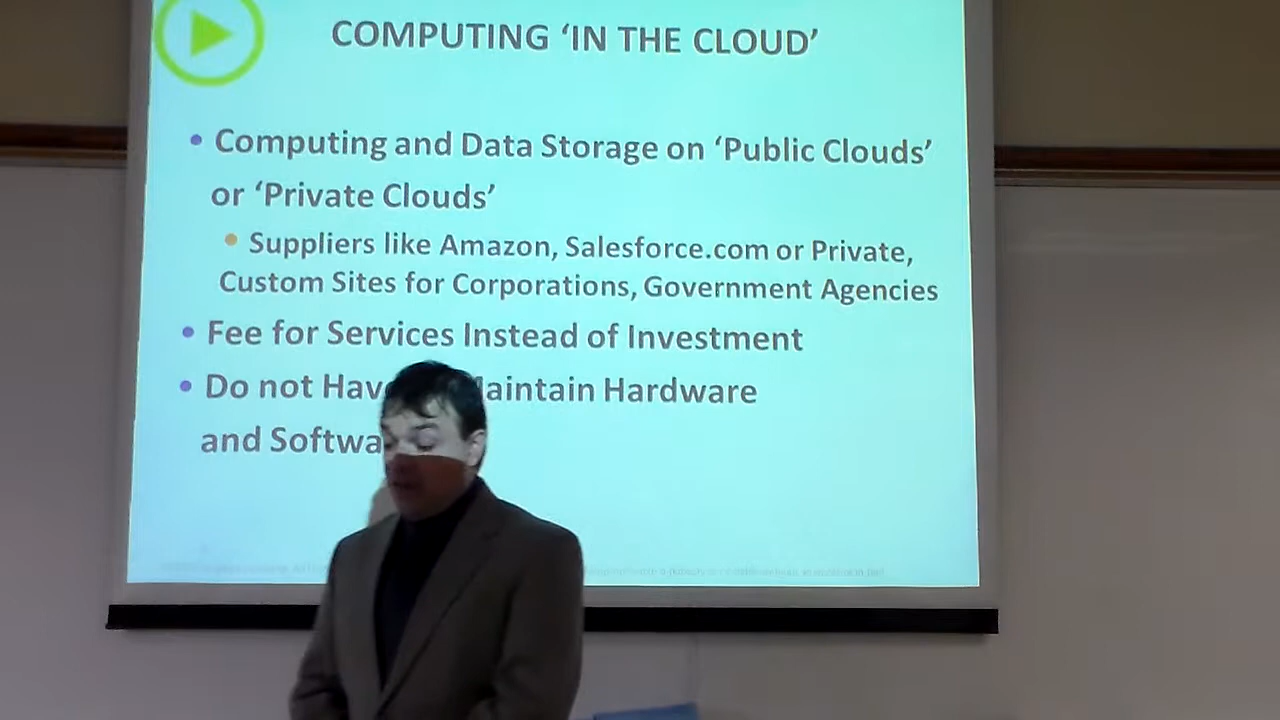 COMPUTING ‘IN THE CLOUD’
• Computing and Data Storage on ‘Public Clouds’
or ‘Private Clouds’
• Suppliers like Amazon, Salesforce.com or Private,
Custom Sites for Corporations, Government Agencies
• Fee for Services Instead of Investment
• Do not Hav aintain Hardware
and Softwa